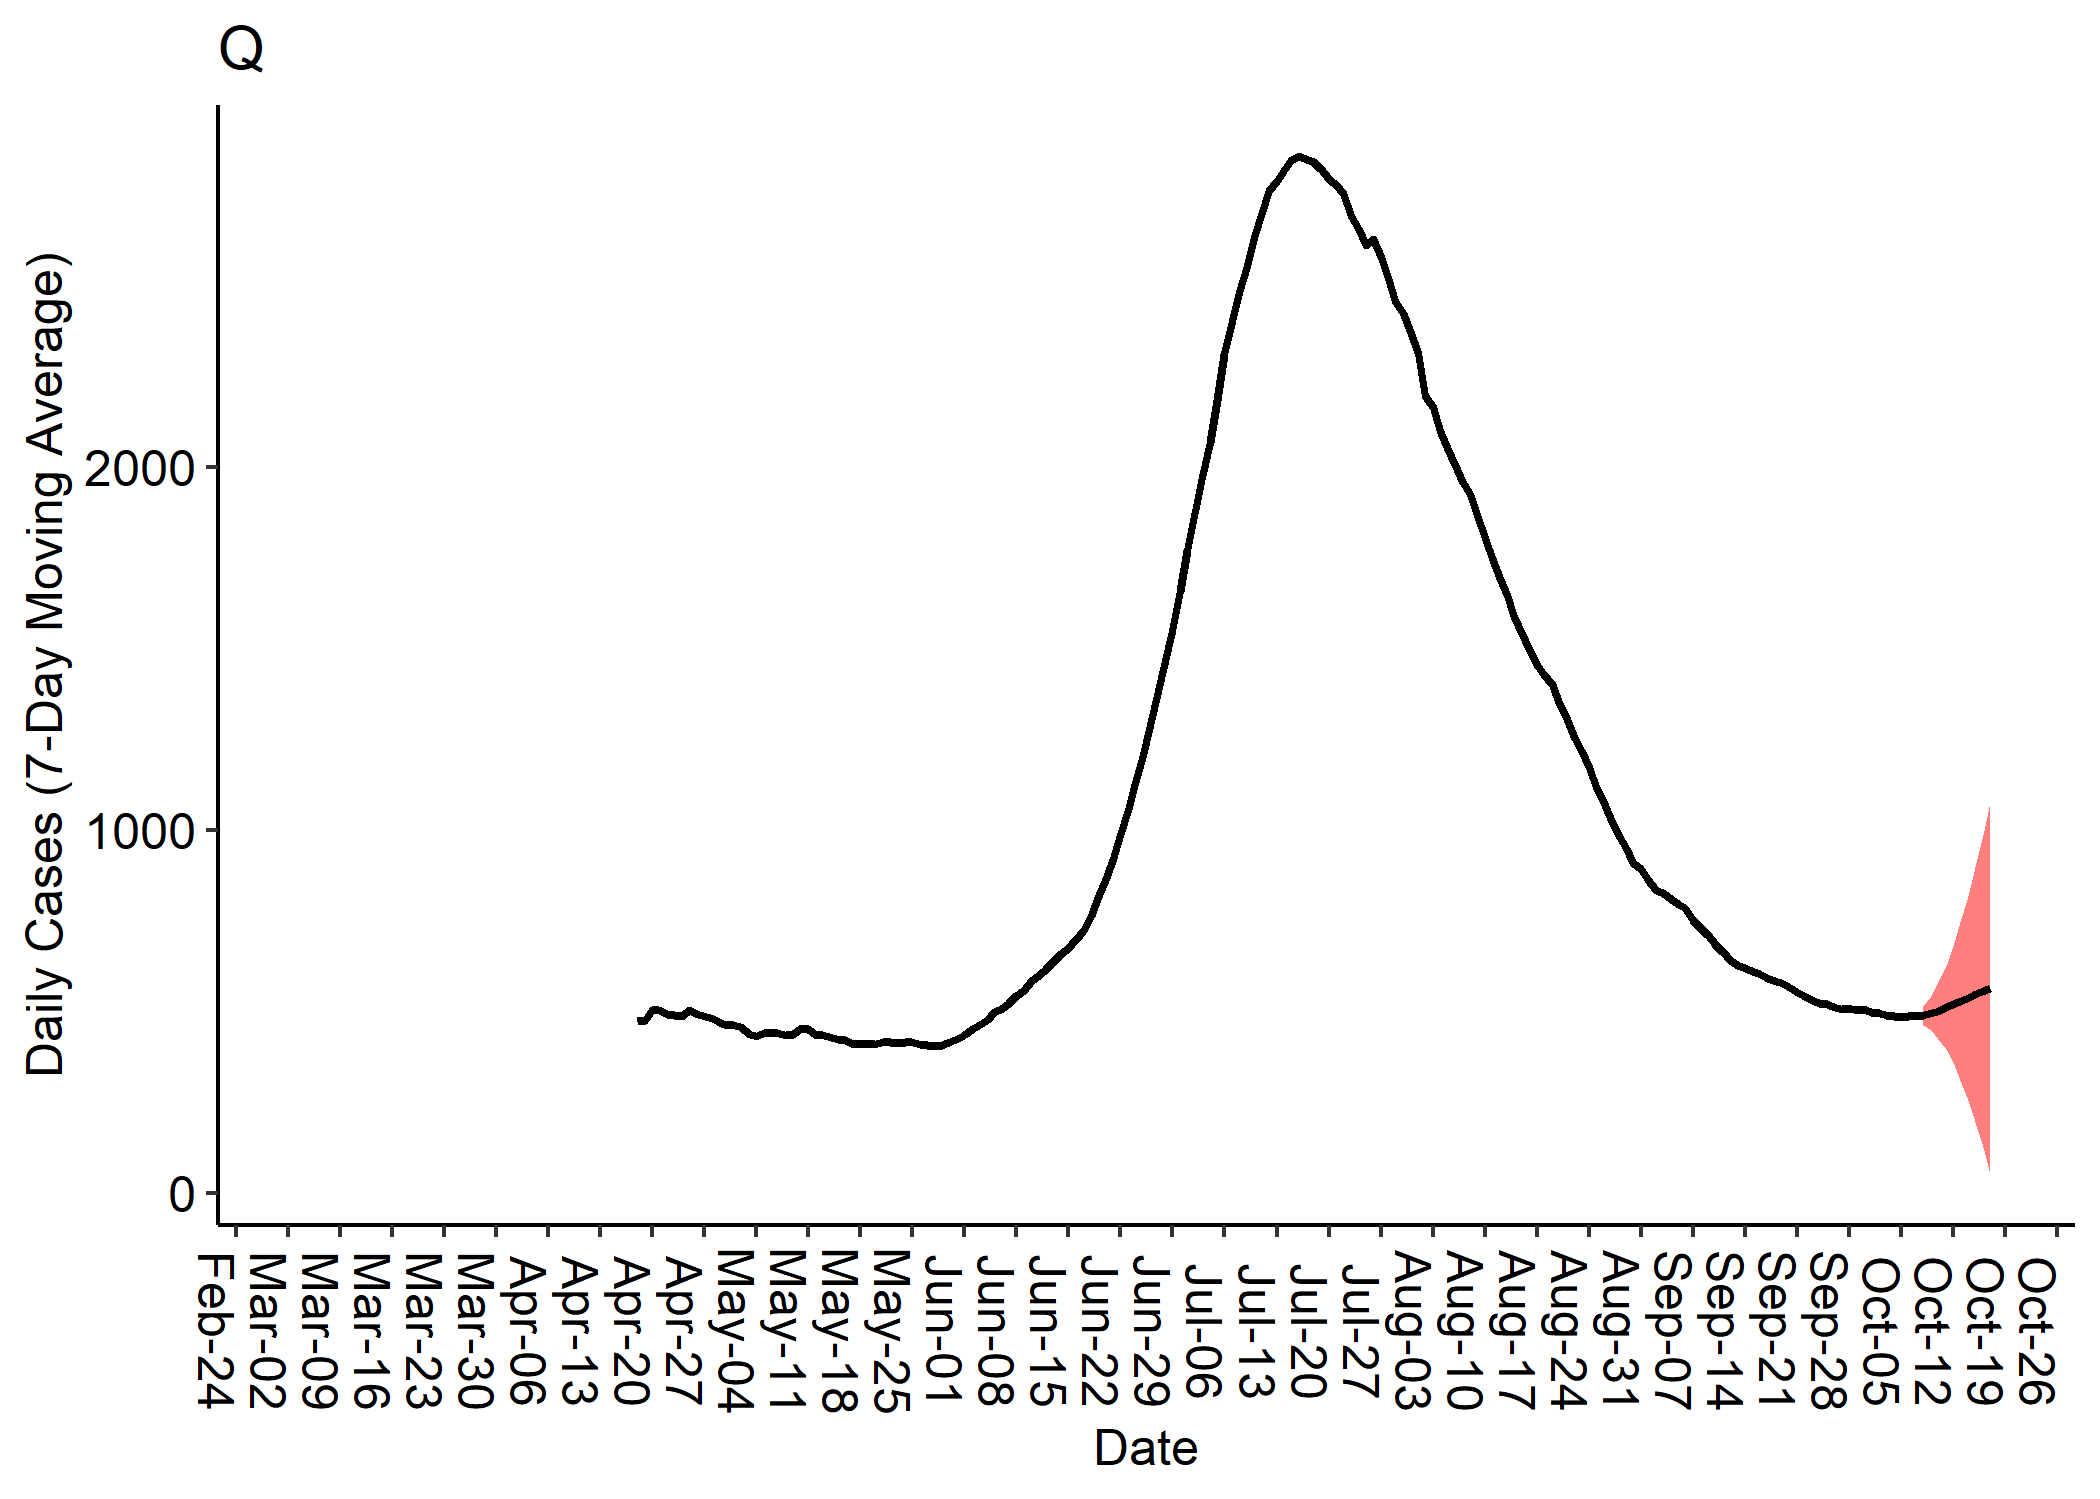 Q
Daily Cases (7-Day Moving Average)
2000
1000
0
Feb-24
Mar-02
Mar-09
Mar-16
Mar-23
Mar-30
Apr-06
Apr-13
Apr-20
Apr-27
May-04
May-11
May-18
May-25
Jun-01
Jun-08
Jun-15
Jun-22
Jun-29
Jul-06
Jul-13
Jul-20
Jul-27
Aug-03
Aug-10
Aug-17
Aug-24
Aug-31
Sep-07
Sep-14
Sep-21
Sep-28
Oct-05
Oct-12
Oct-19
Oct-26
Date